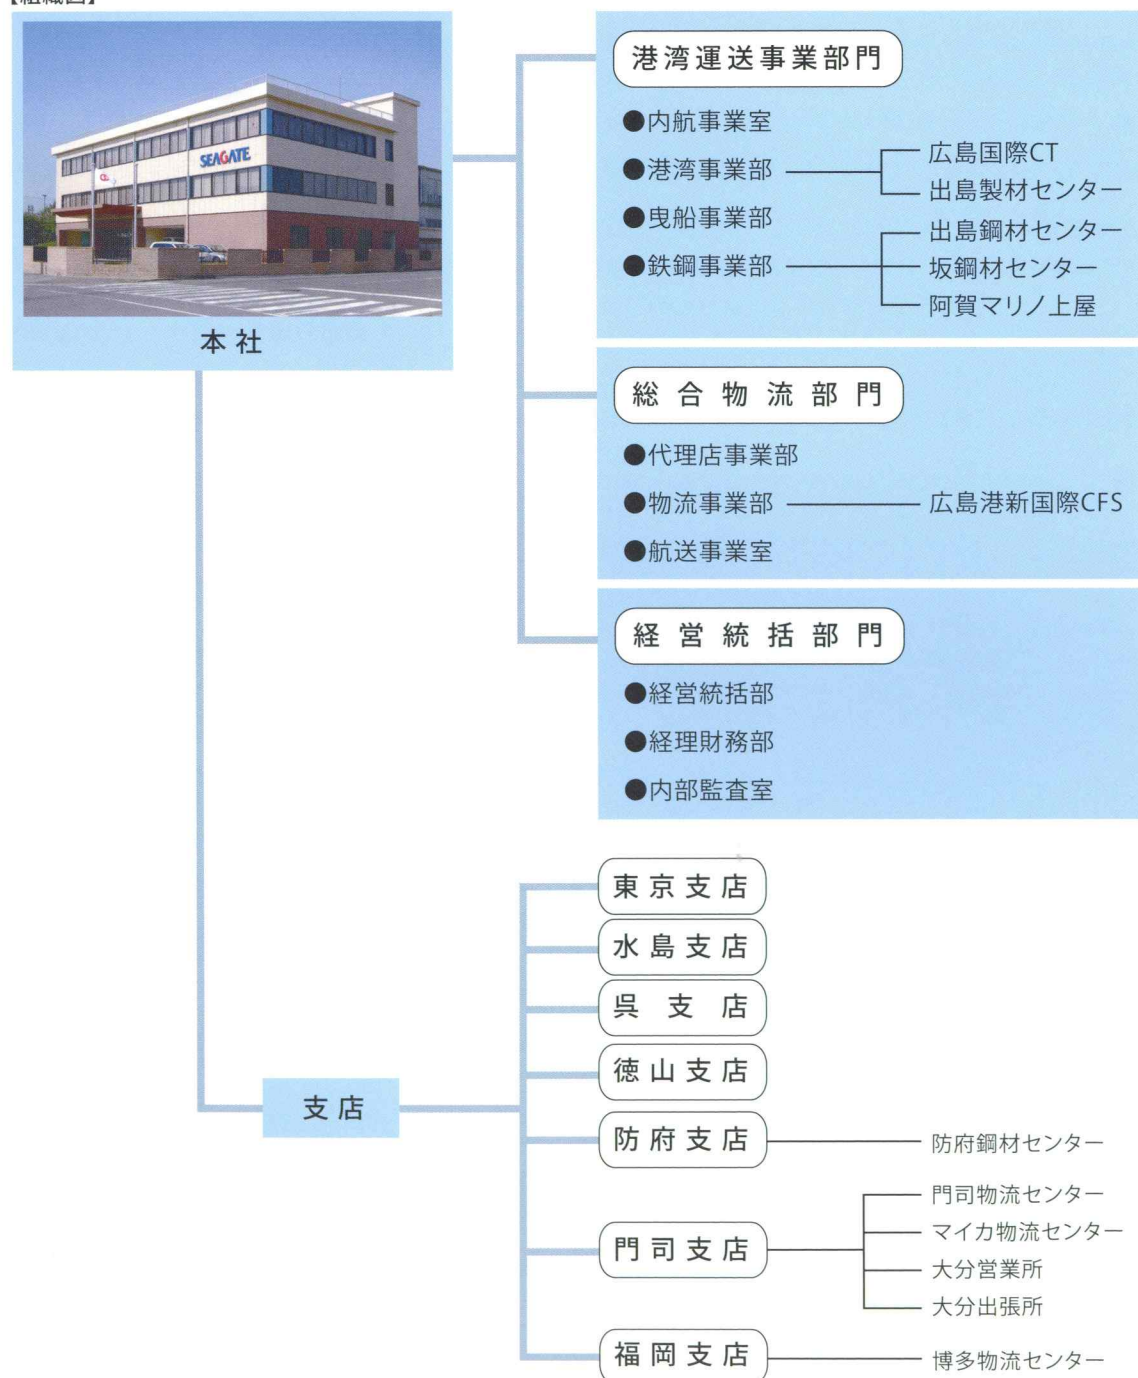 【組織図】
SEAGATE
本社
港湾運送事業部門
●内航事業室
●港湾事業部
広島国際CT
出島製材センター
●曳船事業部
●鉄鋼事業部
出島鋼材センター
坂鋼材センター
阿賀マリノ上屋
総合物流部門
●代理店事業部
●物流事業部
広島港新国際CFS
●航送事業室
経営統括部門
●経営統括部
●経理財務部
●内部監査室
支店
東京支店
水島支店
呉支店
徳山支店
防府支店
防府鋼材センター
門司支店
門司物流センター
マイカ物流センター
大分営業所
大分出張所
福岡支店
博多物流センター